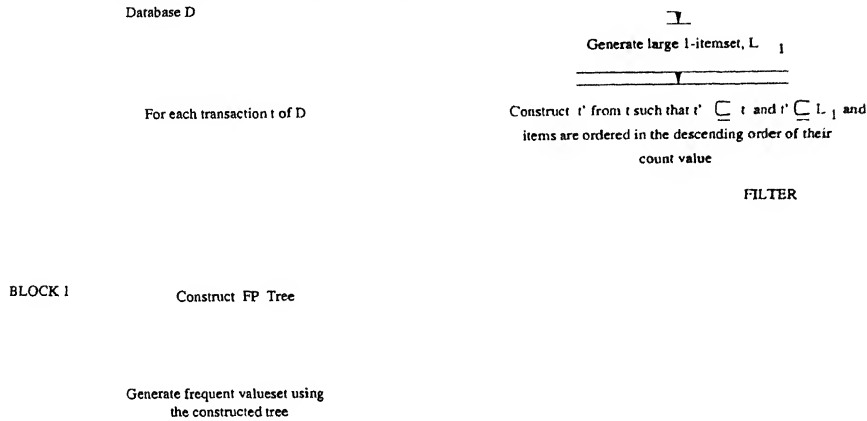 Database D
Generate large 1-itemset, L 1
For each transaction t of D
Construct t' from t such that t' ⊆ t and t' ⊆ L 1 and
items are ordered in the descending order of their
count value
FILTER
BLOCK 1
Construct FP Tree
Generate frequent valueset using
the constructed tree